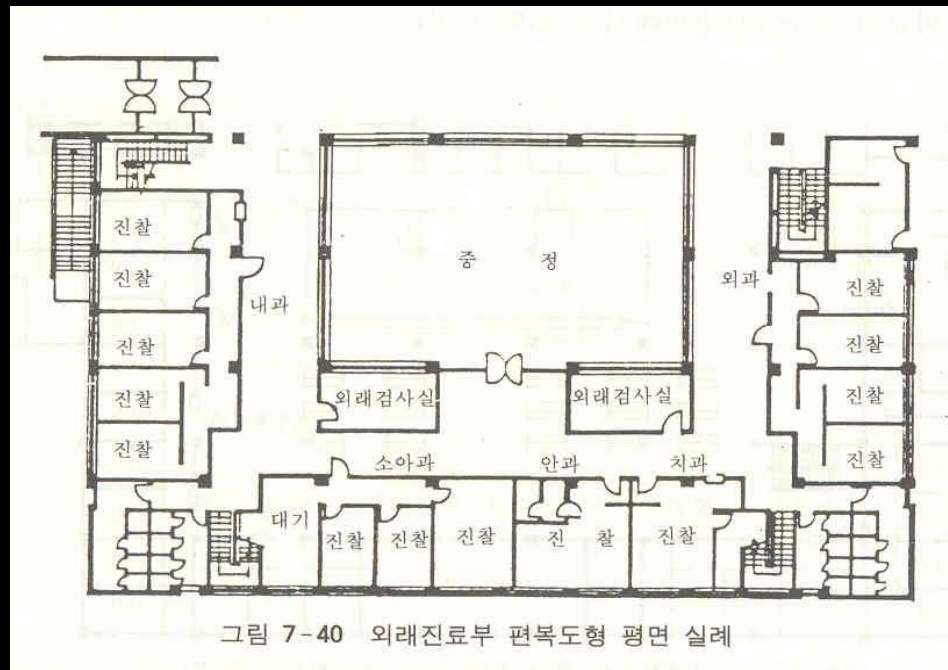 진찰
중 정
외과
진찰
내과
진찰
진찰
진찰
외래검사실
외래검사실
진찰
진찰
진찰
진찰
소아과
안과
치과
대기
진찰
진찰
진찰
진 찰
진찰
그림 7-40 외래진료부 편복도형 평면 실례